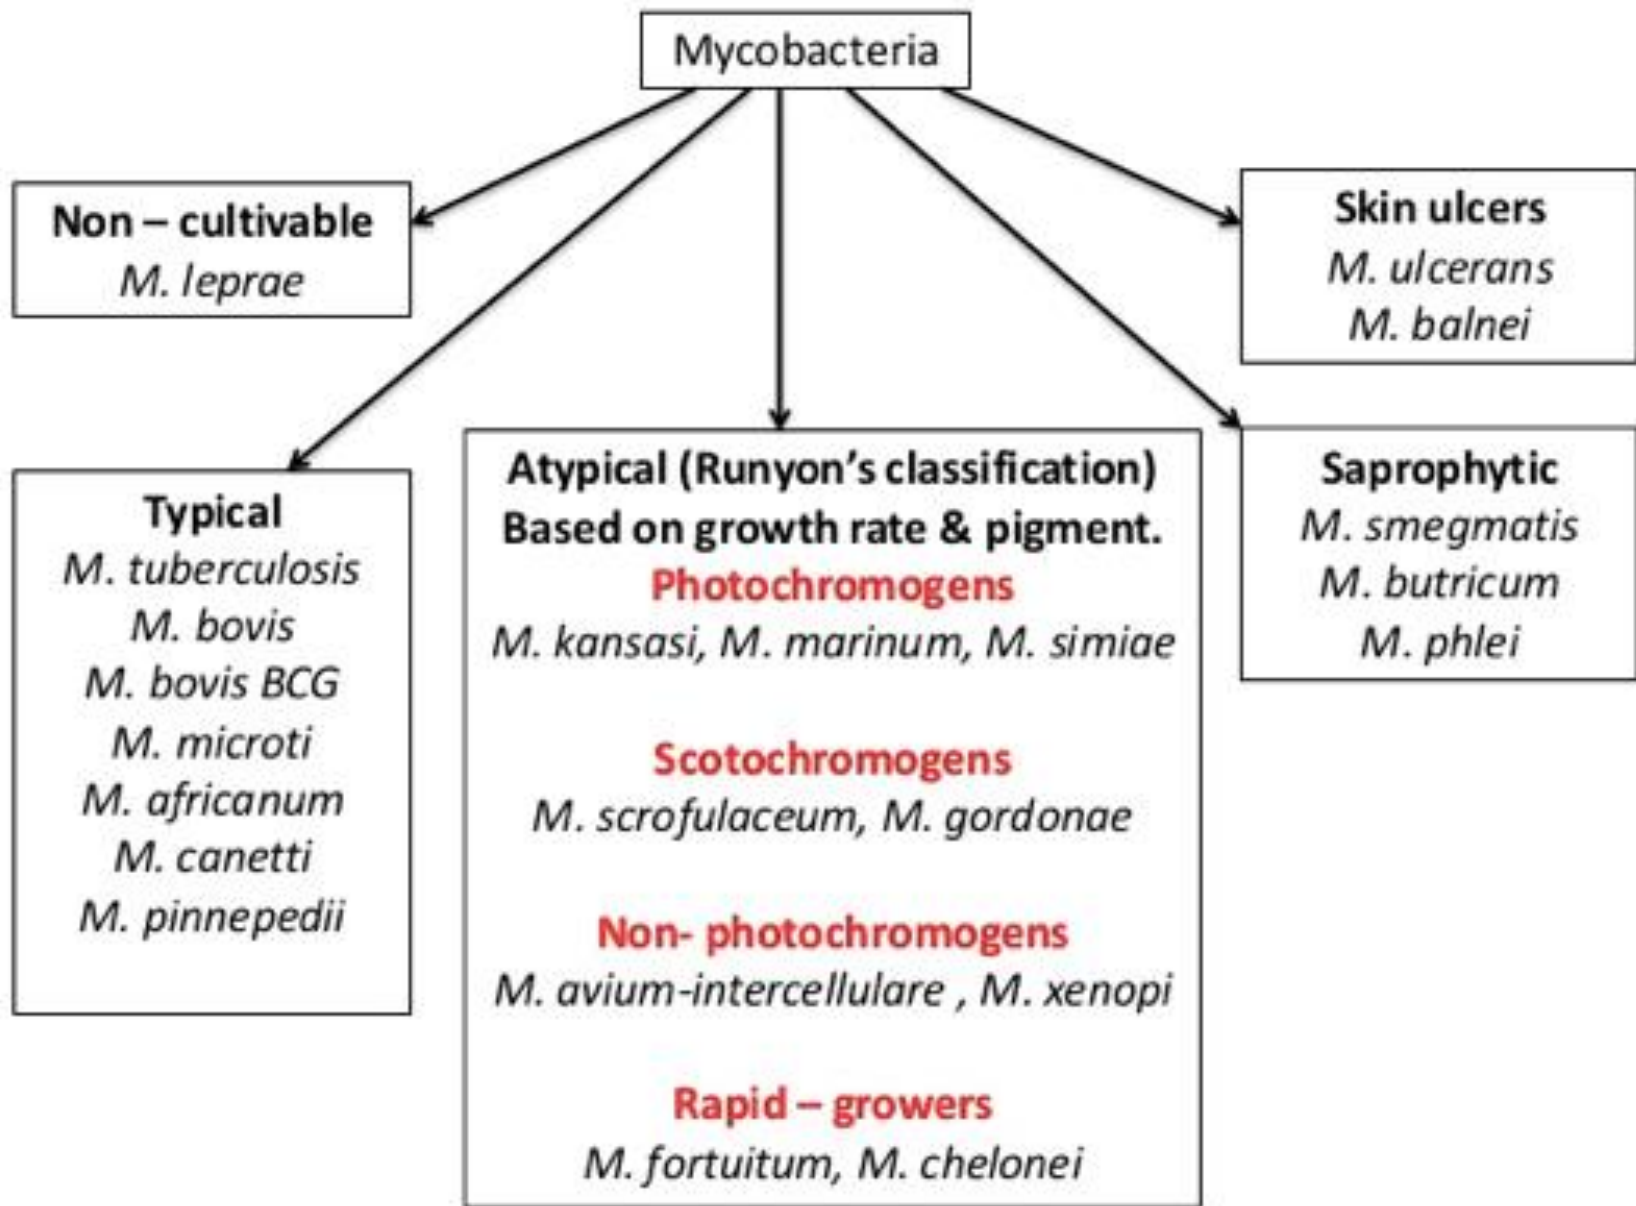 Mycobacteria
Non – cultivable
M. leprae
Skin ulcers
M. ulcerans
M. balnei
Typical
M. tuberculosis
M. bovis
M. bovis BCG
M. microti
M. africanum
M. canetti
M. pinnepedii
Atypical (Runyon’s classification)
Based on growth rate & pigment.
Photochromogens
M. kansasi, M. marinum, M. simiae
Scotochromogens
M. scrofulaceum, M. gordonae
Non- photochromogens
M. avium-intercellulare , M. xenopi
Rapid – growers
M. fortuitum, M. chelonei
Saprophytic
M. smegmatis
M. butricum
M. phlei